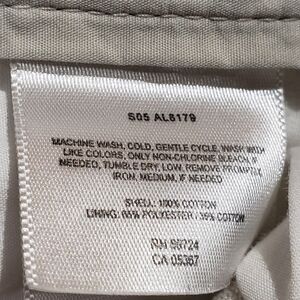 S05 AL8179
MACHINE WASH, COLD, GENTLE CYCLE, WASH WITH
LIKE COLORS, ONLY NON-CHLORINE BLEACH, IF
NEEDED, TUMBLE DRY, LOW, REMOVE PROMPTLY,
IRON, MEDIUM, IF NEEDED
SHELL: 100% COTTON
LINING: 65% POLYESTER - 35% COTTON
RN 66724
CA 05367